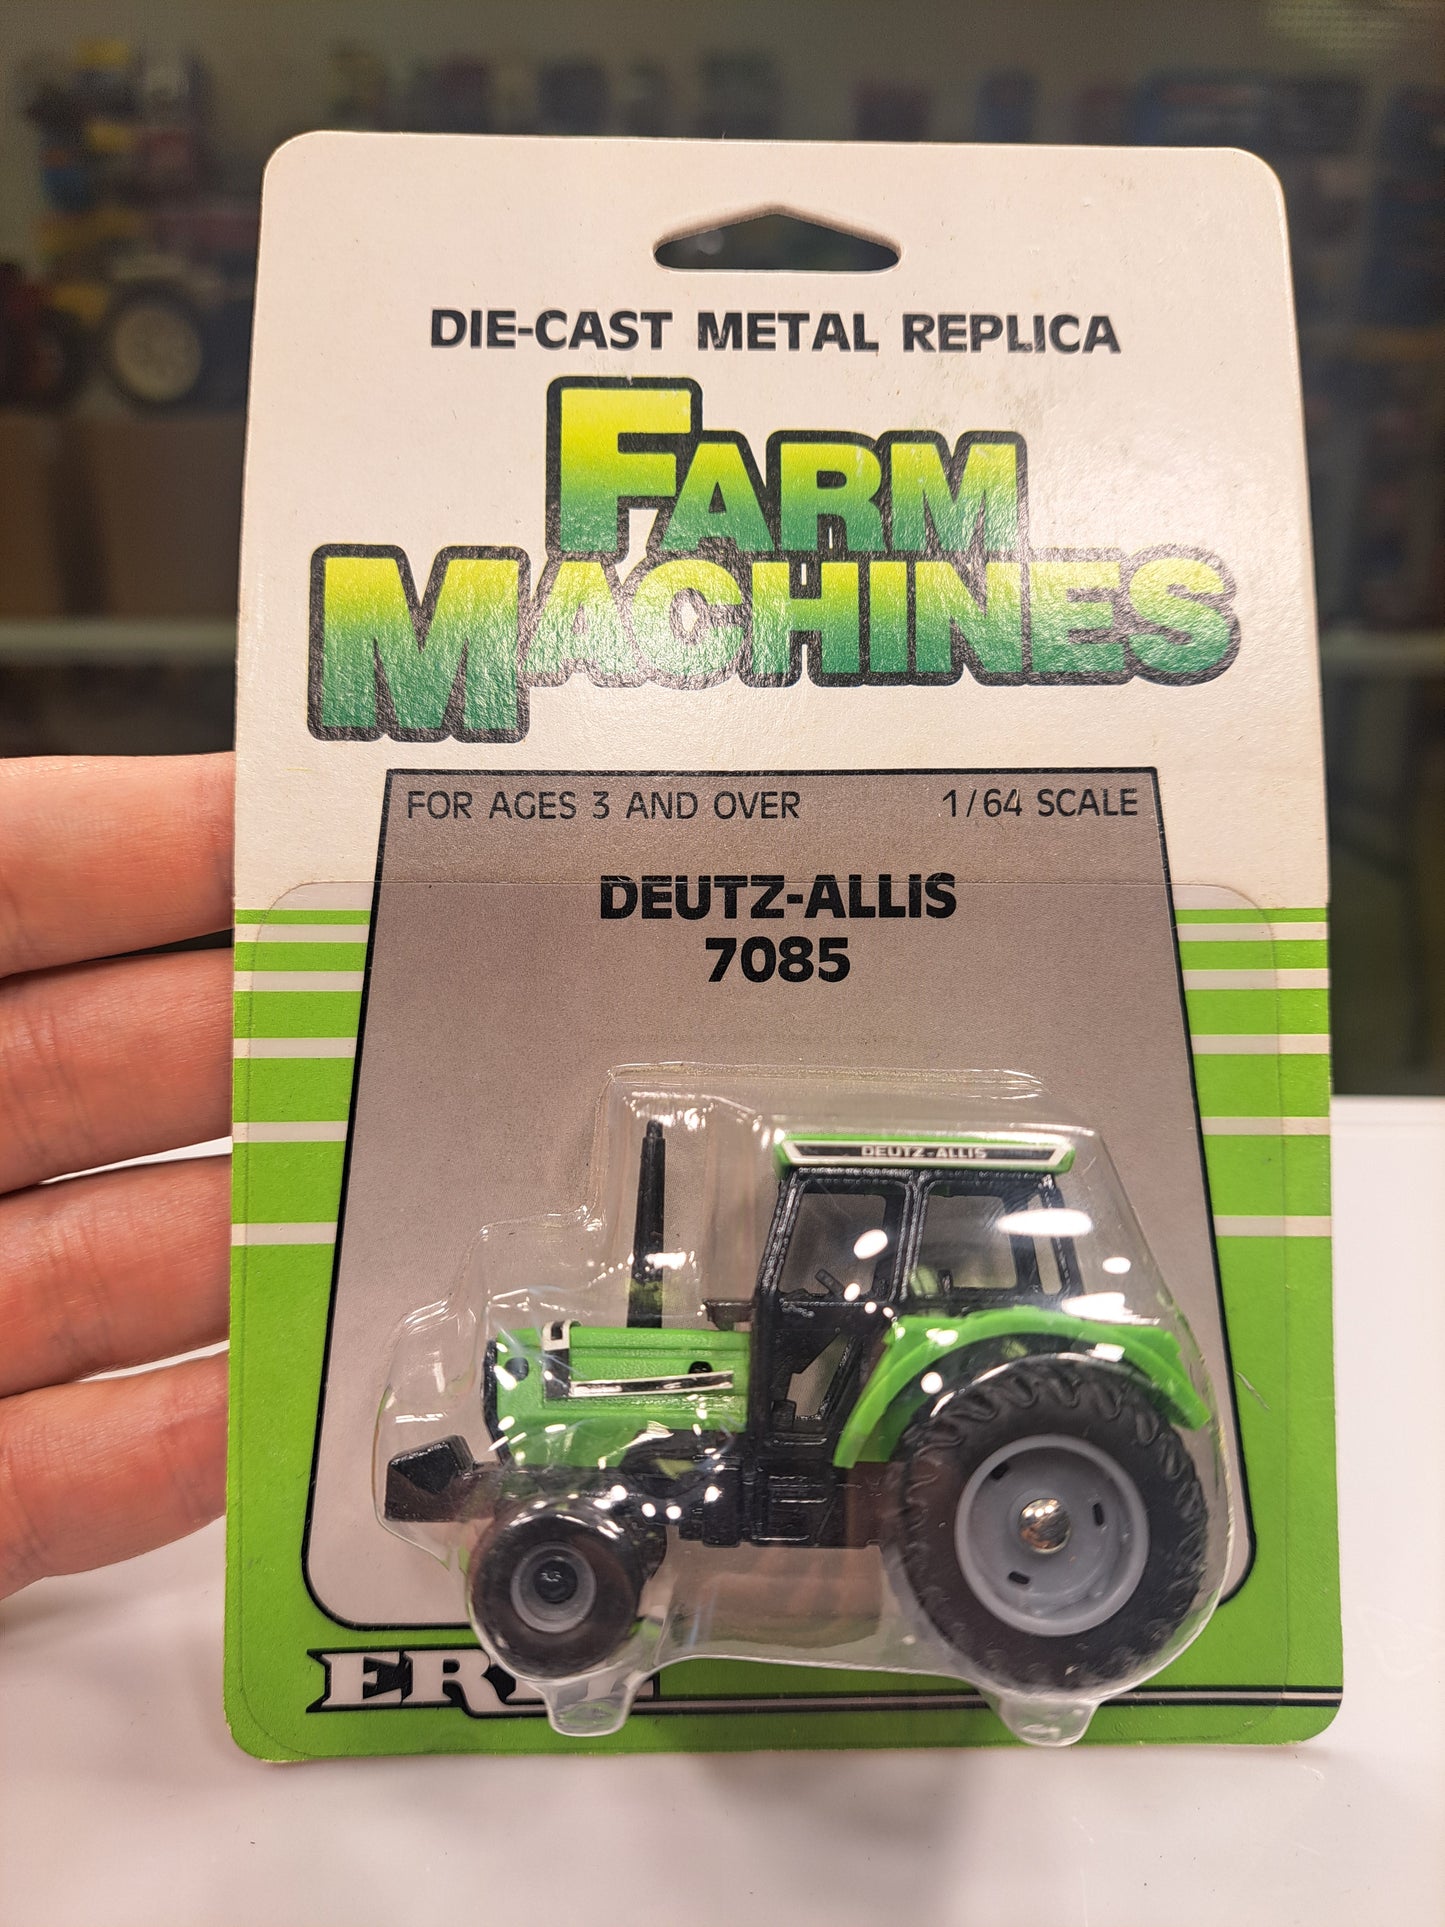 DIE-CAST METAL REPLICA
FARM
MACHINES
FOR AGES 3 AND OVER 1/64 SCALE
DEUTZ-ALLIS
7085
DEUTZ-ALLIS